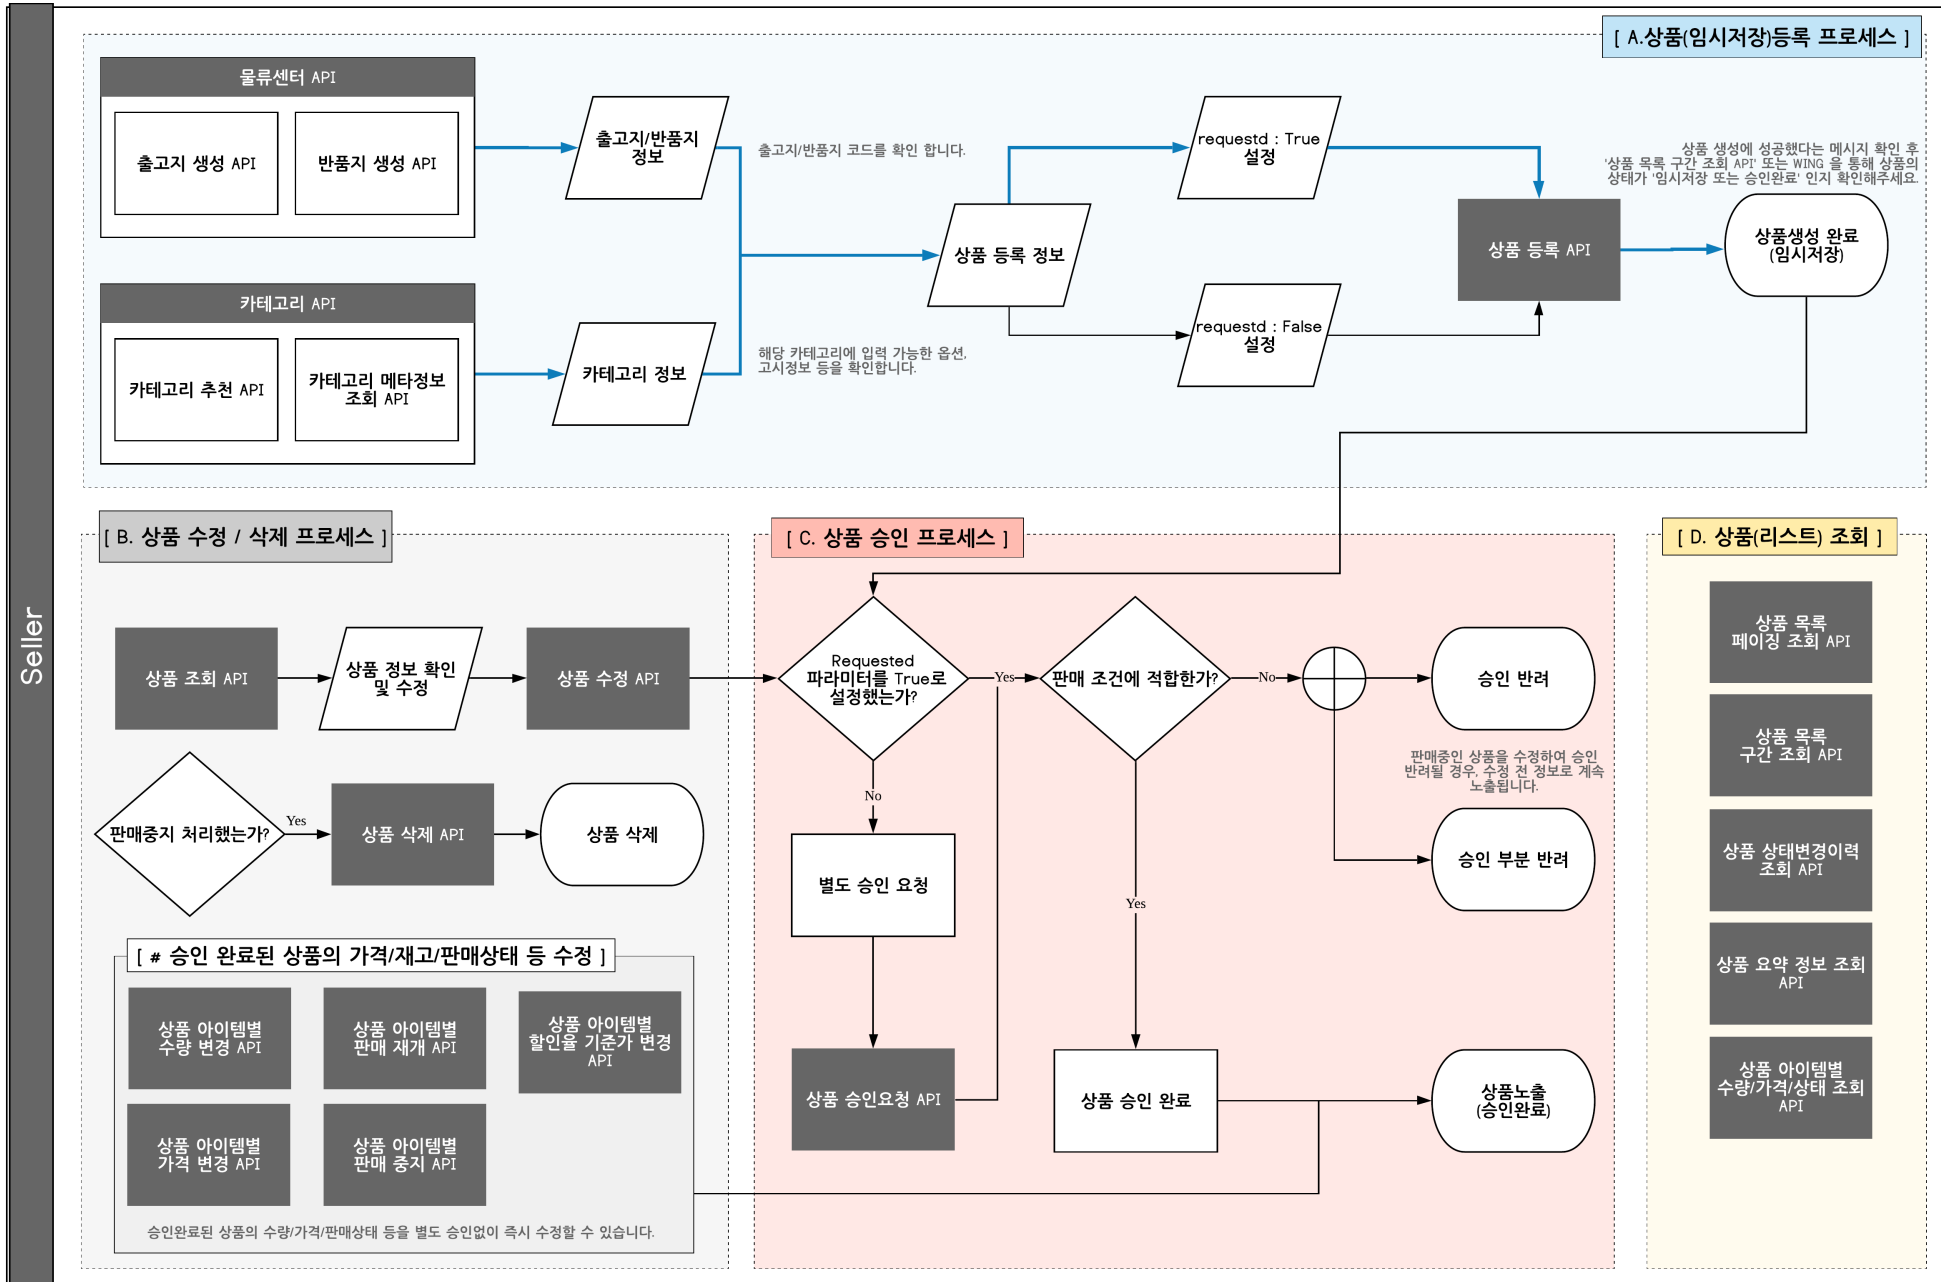 Seller
[ A.상품(임시저장)등록 프로세스 ]
물류센터 API
출고지 생성 API
반품지 생성 API
출고지/반품지
정보
출고지/반품지 코드를 확인 합니다.
requestd : True
설정
상품 생성에 성공했다는 메시지 확인 후
'상품 목록 구간 조회 API' 또는 WING 을 통해 상품의
상태가 '임시저장 또는 승인완료' 인지 확인해주세요.
상품 등록 정보
상품 등록 API
상품생성 완료
(임시저장)
카테고리 API
카테고리 추천 API
카테고리 메타정보
조회 API
카테고리 정보
해당 카테고리에 입력 가능한 옵션,
고시정보 등을 확인합니다.
requestd : False
설정
[ B. 상품 수정 / 삭제 프로세스 ]
상품 조회 API
상품 정보 확인
및 수정
상품 수정 API
판매중지 처리했는가?
Yes
상품 삭제 API
상품 삭제
[ # 승인 완료된 상품의 가격/재고/판매상태 등 수정 ]
상품 아이템별
수량 변경 API
상품 아이템별
판매 재개 API
상품 아이템별
할인율 기준가 변경
API
상품 아이템별
가격 변경 API
상품 아이템별
판매 중지 API
승인완료된 상품의 수량/가격/판매상태 등을 별도 승인없이 즉시 수정할 수 있습니다.
[ C. 상품 승인 프로세스 ]
Requested
파라미터를 True로
설정했는가?
Yes
판매 조건에 적합한가?
No
승인 반려
판매중인 상품을 수정하여 승인
반려될 경우, 수정 전 정보로 계속
노출됩니다.
No
별도 승인 요청
승인 부분 반려
Yes
상품 승인요청 API
상품 승인 완료
상품노출
(승인완료)
[ D. 상품(리스트) 조회 ]
상품 목록
페이징 조회 API
상품 목록
구간 조회 API
상품 상태변경이력
조회 API
상품 요약 정보 조회
API
상품 아이템별
수량/가격/상태 조회
API